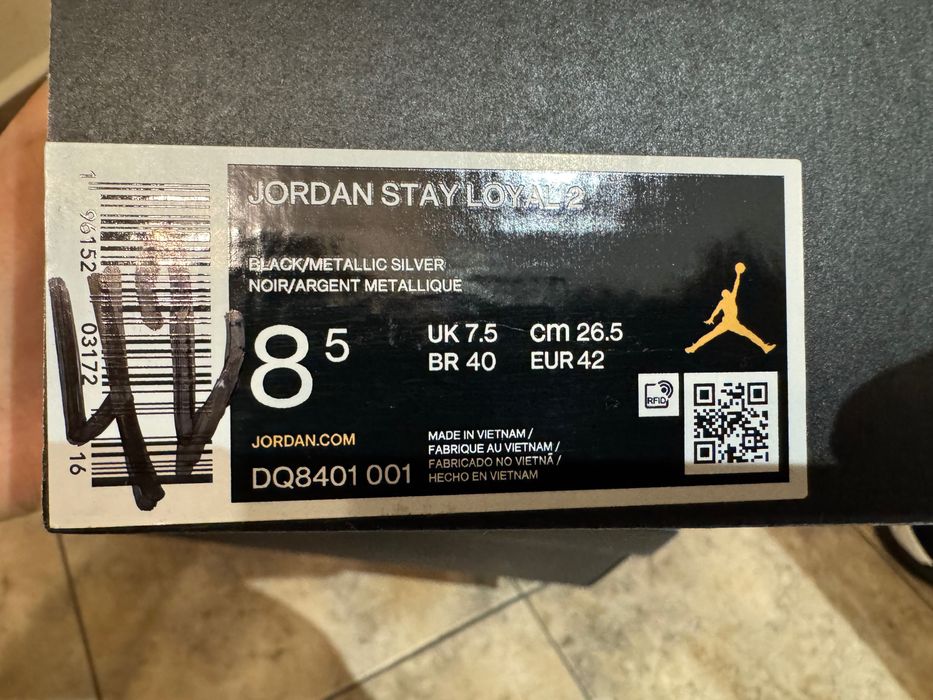 JORDAN STAY LOYAL 2
BLACK/METALLIC SILVER
NOIR/ARGENT METALLIQUE
8 5
UK 7.5 cm 26.5
BR 40 EUR 42
RFID
JORDAN.COM
DQ8401 001
MADE IN VIETNAM /
FABRIQUE AU VIETNAM /
FABRICADO NO VIETNÃ /
HECHO EN VIETNAM
1 96152 03172 16